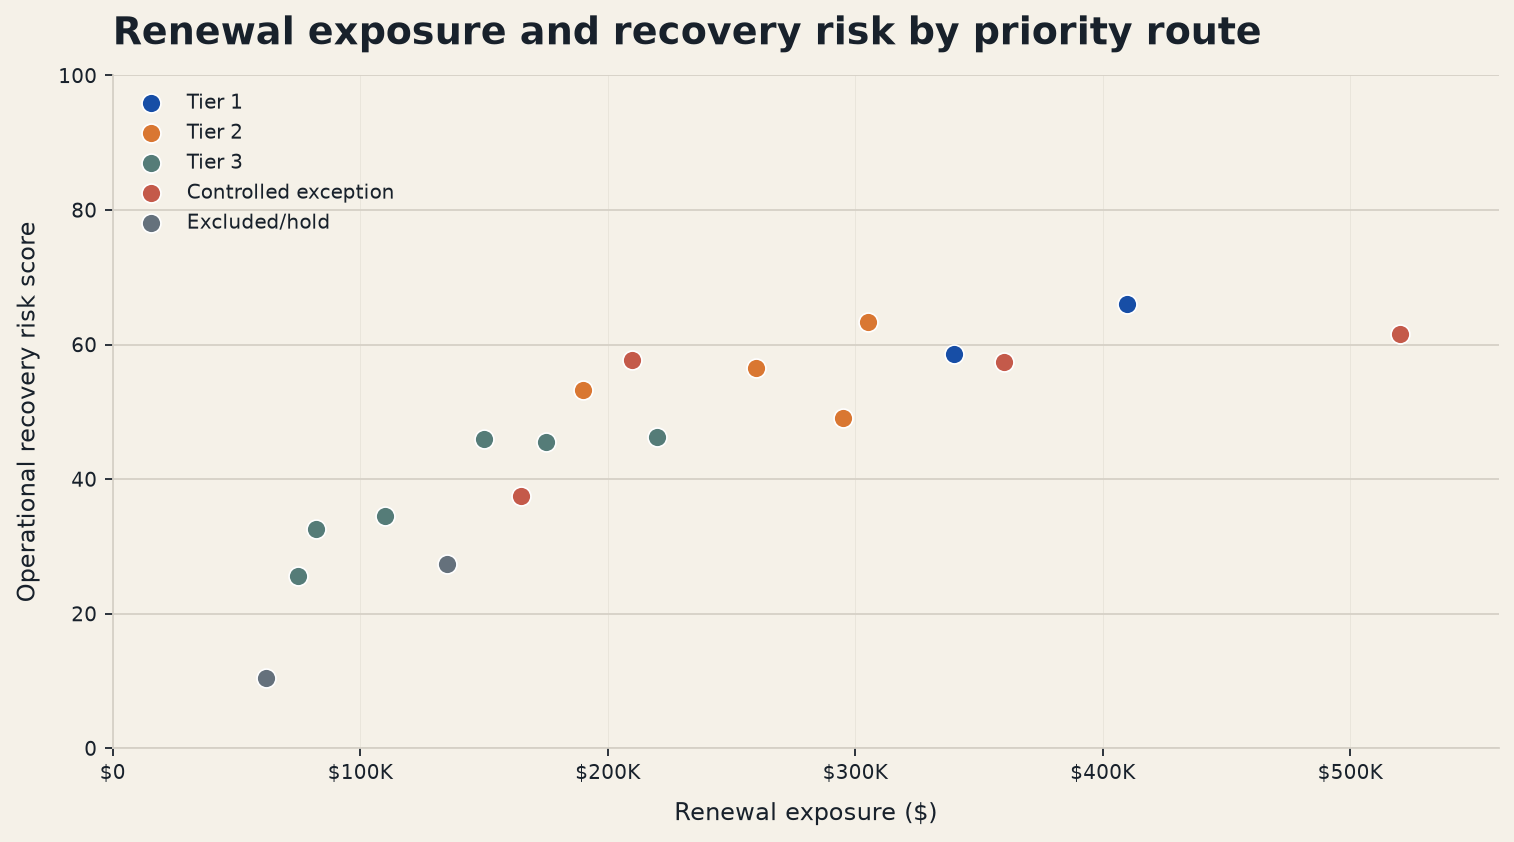 Renewal exposure and recovery risk by priority route
Operational recovery risk score
100
80
60
40
20
0
Tier 1
Tier 2
Tier 3
Controlled exception
Excluded/hold
$0
$100K
$200K
$300K
$400K
$500K
Renewal exposure ($)